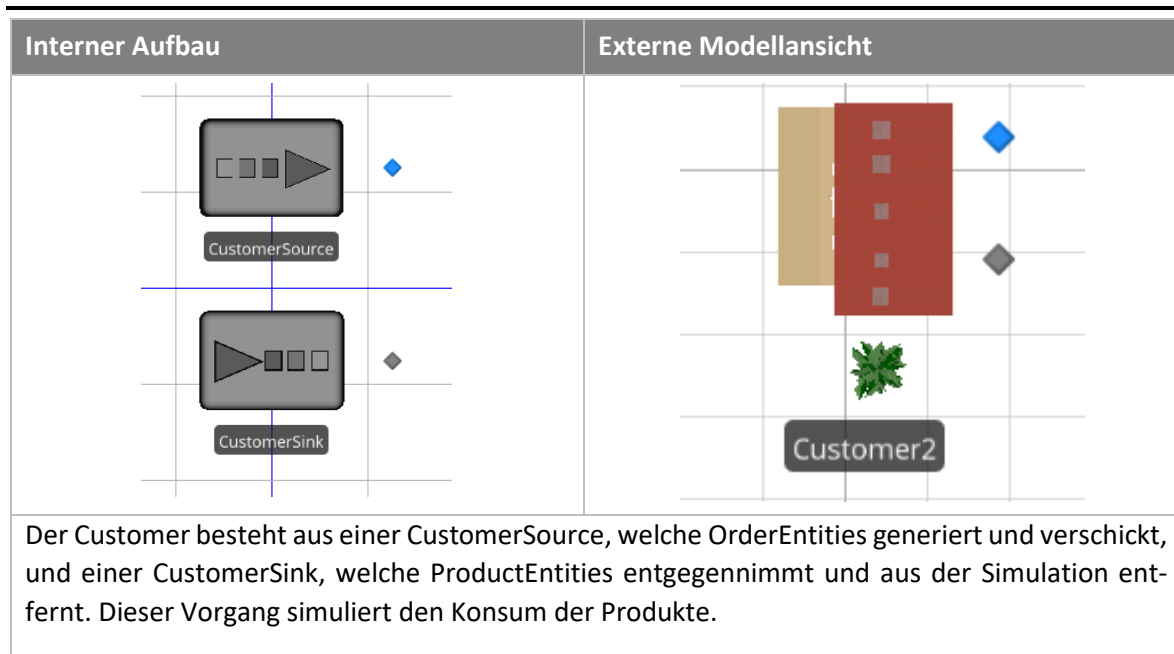 Interner Aufbau
Externe Modellansicht
CustomerSource
CustomerSink
Customer2
Der Customer besteht aus einer CustomerSource, welche OrderEntities generiert und verschickt,
und einer CustomerSink, welche ProductEntities entgegennimmt und aus der Simulation ent-
fernt. Dieser Vorgang simuliert den Konsum der Produkte.